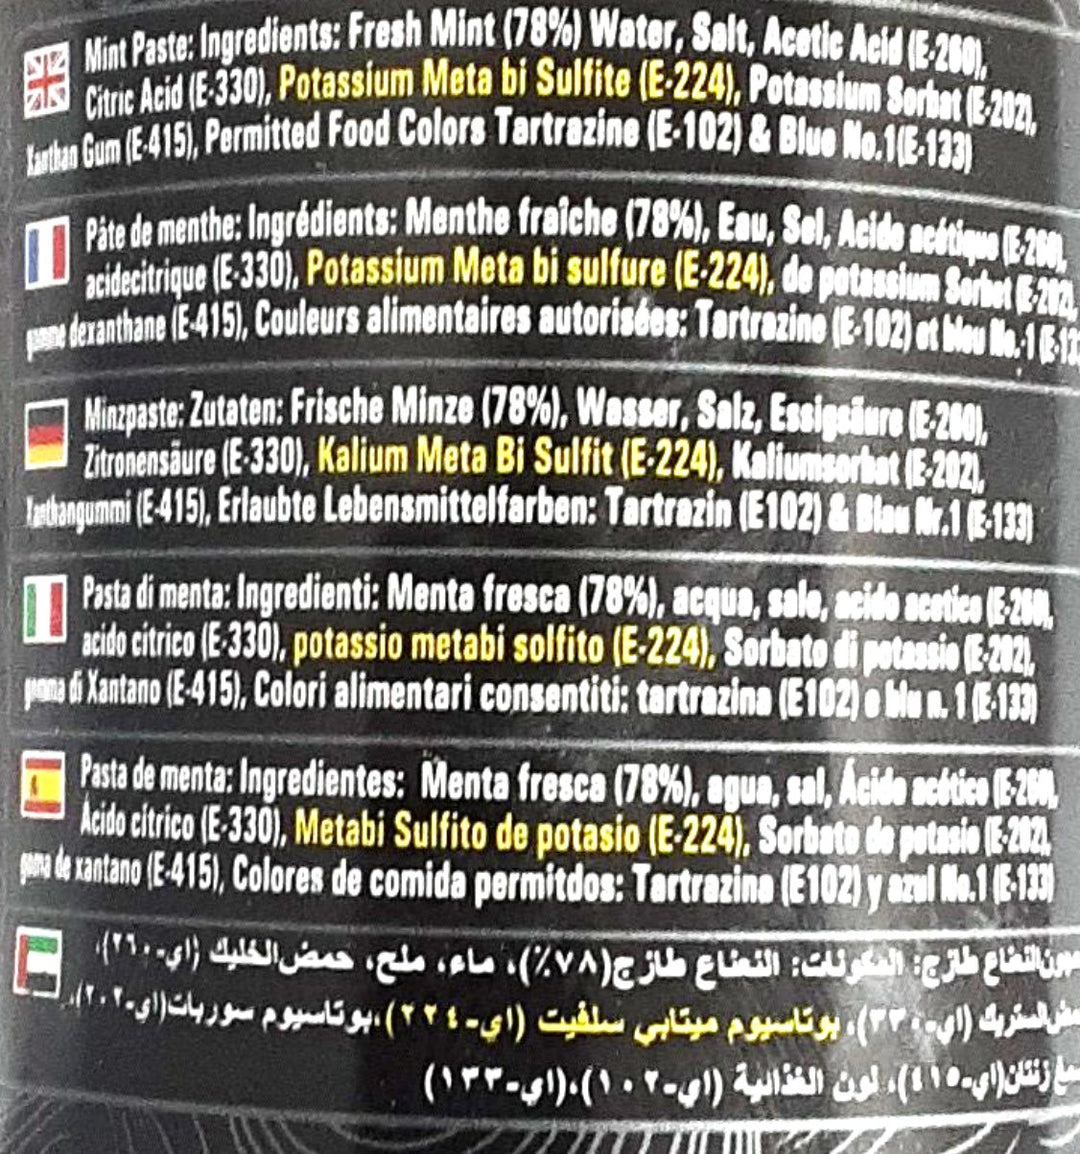 Mint Paste: Ingredients: Fresh Mint (78%) Water, Salt, Acetic Acid (E-260),
Citric Acid (E-330), Potassium Meta bi Sulfite (E-224), Potassium Sorbat (E-202),
Xanthan Gum (E-415), Permitted Food Colors Tartrazine (E-102) & Blue No.1(E-133)
Pâte de menthe: Ingrédients: Menthe fraîche (78%), Eau, Sel, Acide acétique (E-260),
acidecitrique (E-330), Potassium Meta bi sulfure (E-224), de potassium Sorbet (E-202),
gomme dexanthane (E-415), Couleurs alimentaires autorisées: Tartrazine (E-102) et bleu No.-1
Minzpaste: Zutaten: Frische Minze (78%), Wasser, Salz, Essigsäure (E-260),
Zitronensäure (E-330), Kalium Meta Bi Sulfit (E-224), Kaliumsorbat (E-202),
Xanthangummi (E-415), Erlaubte Lebensmittelfarben: Tartrazin (E102) & Blau Nr.1 (E-133)
Pasta di menta: Ingredienti: Menta fresca (78%), acqua, sale, acido acetico (E-260),
acido citrico (E-330), potassio metabi solfito (E-224), Sorbato di potassio (E-202),
gomma di Xantano (E-415), Colori alimentari consentiti: tartrazina (E102) e blu n. 1 (E-133)
Pasta de menta: Ingredientes: Menta fresca (78%), agua, sal, Ácido acético (E-260),
Ácido cítrico (E-330), Metabi Sulfito de potasio (E-224), Sorbato de potasio (E-202),
goma de xantano (E-415), Colores de comida permitdos: Tartrazina (E102) y azul No.1 (E-133)
طازج: المكونات: النعناع طازج(٧٨٪)، ماء، ملح، حمض الخليك (اي-٢٦٠)،
(اي-٣٣٠)، بوتاسيوم ميتابي سلفيت (اي-٢٢٤)،بوتاسيوم سوربات(اي-٢٠٢)،
زنتان(اي-٤١٥)، لون الغذائية (اي-١٠٢)،(اي-١٣٣)